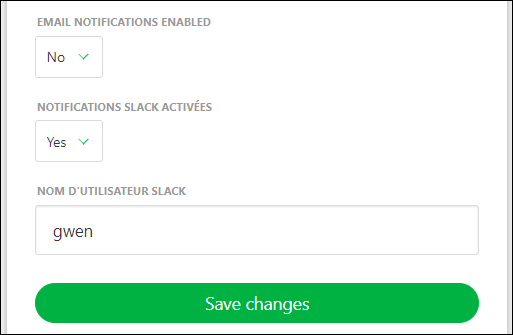 EMAIL NOTIFICATIONS ENABLED
No
NOTIFICATIONS SLACK ACTIVÉES
Yes
NOM D'UTILISATEUR SLACK
gwen
Save changes